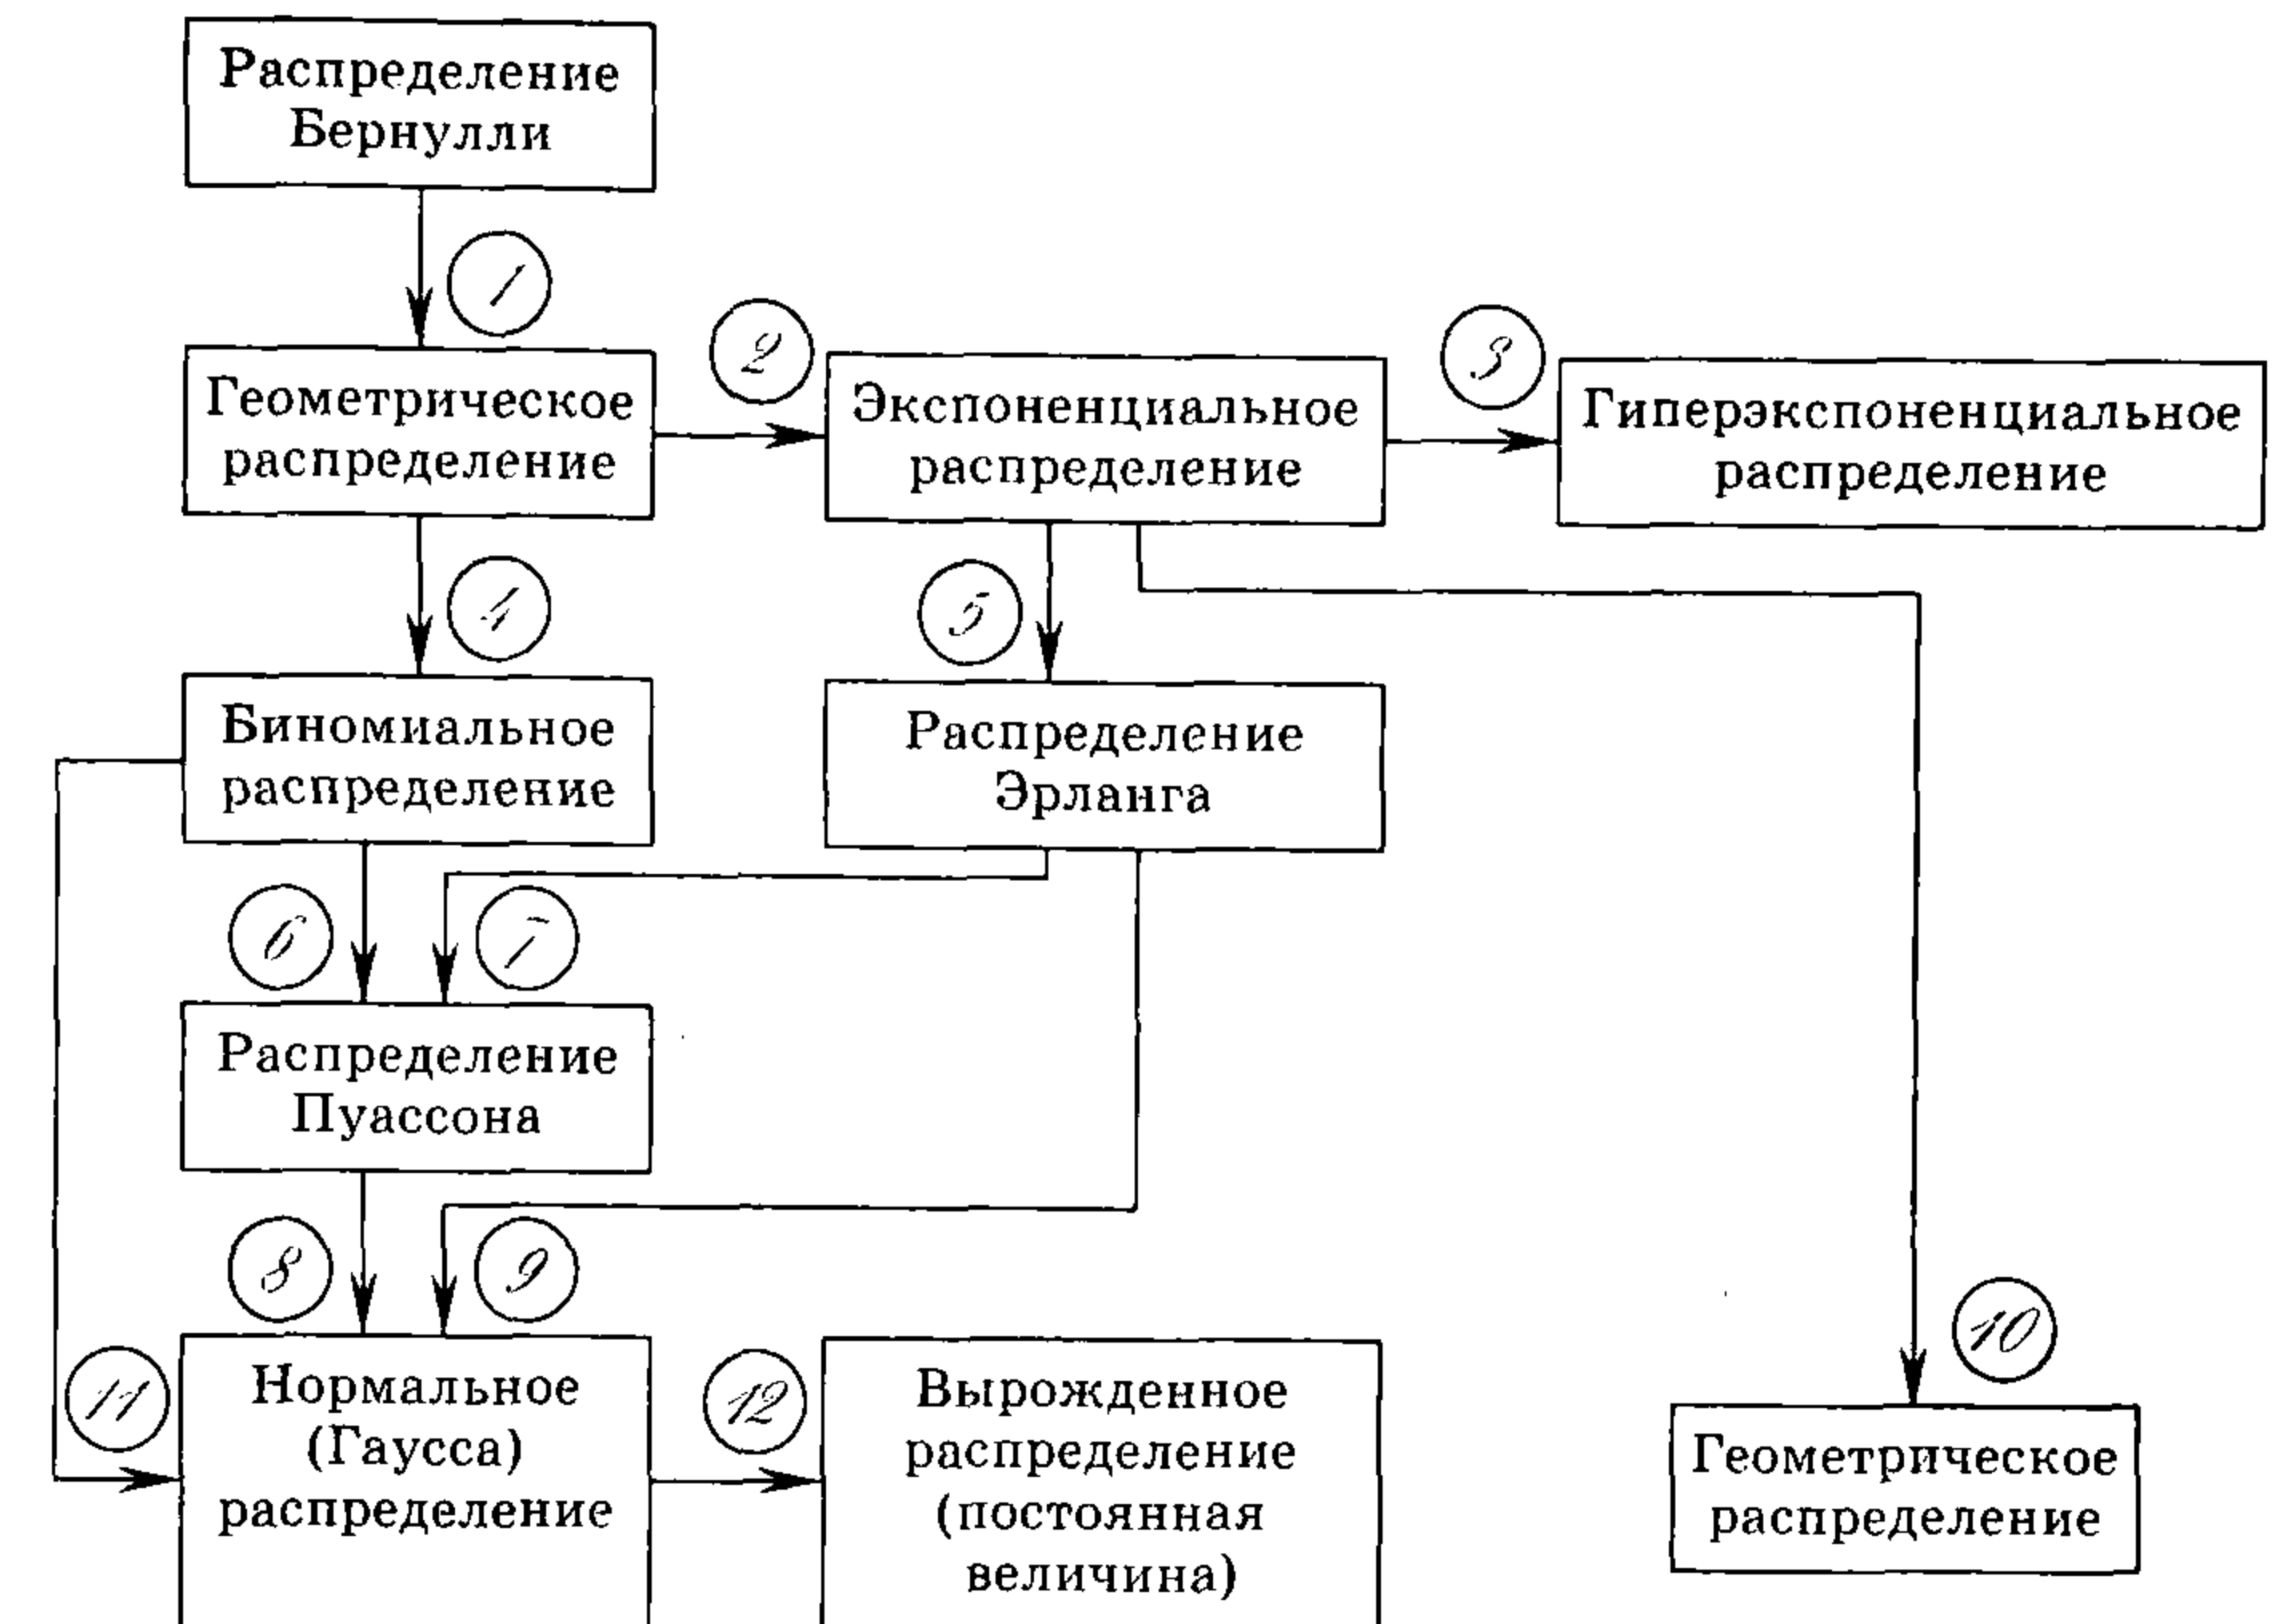 Распределение
Бернулли
1
2
3
Геометрическое
распределение
Экспоненциальное
распределение
Гиперэкспоненциальное
распределение
4
5
Биномиальное
распределение
Распределение
Эрланга
6
7
Распределение
Пуассона
8
9
10
11
Нормальное
(Гаусса)
распределение
12
Вырожденное
распределение
(постоянная
величина)
Геометрическое
распределение